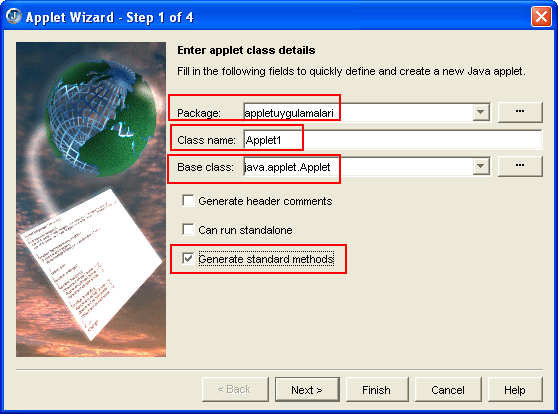 Applet Wizard - Step 1 of 4
Enter applet class details
Fill in the following fields to quickly define and create a new Java applet.
Package: appletuygulamalari ...
Class name: Applet1
Base class: java.applet.Applet ...
Generate header comments
Can run standalone
Generate standard methods
< Back Next > Finish Cancel Help